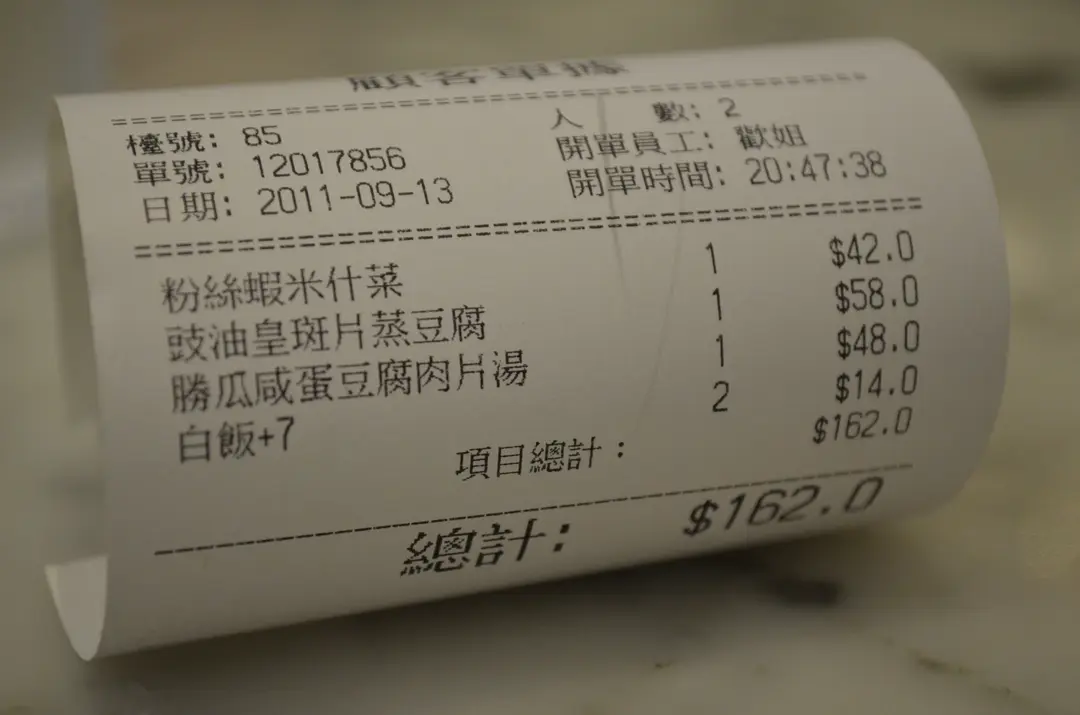 顧客單據
檯號: 85 人 數: 2
單號: 12017856 開單員工: 歡姐
日期: 2011-09-13 開單時間: 20:47:38
粉絲蝦米什菜 1 $42.0
豉油皇斑片蒸豆腐 1 $58.0
勝瓜咸蛋豆腐肉片湯 1 $48.0
白飯+7 2 $14.0
項目總計: $162.0
總計: $162.0